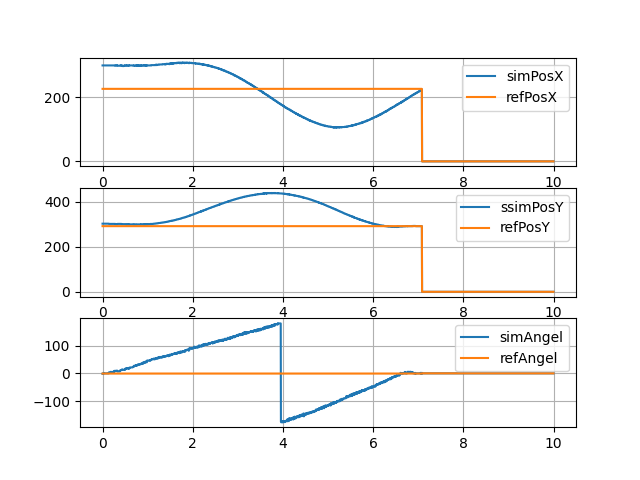 simPosX
refPosX
200
0
0 2 4 6 8 10
ssimPosY
refPosY
400
200
0
0 2 4 6 8 10
simAngel
refAngel
100
0
−100
0 2 4 6 8 10